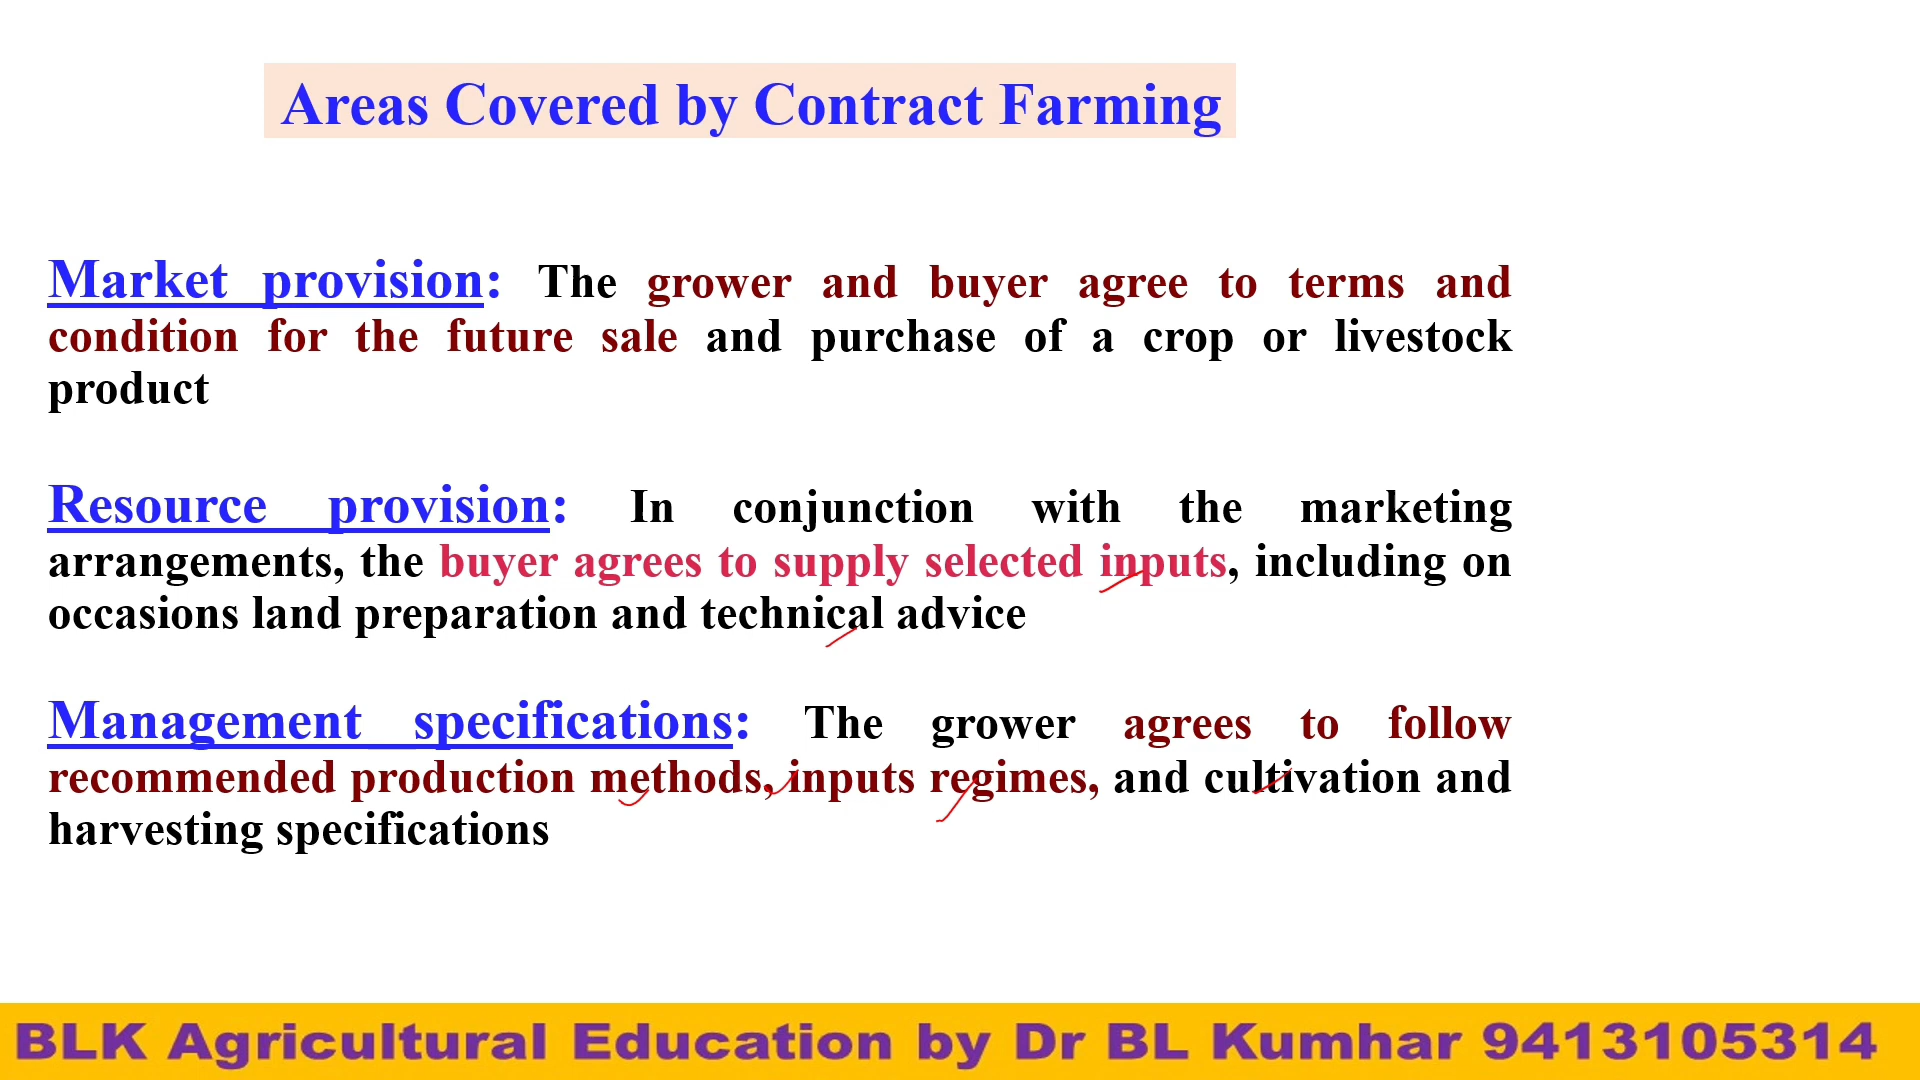 Areas Covered by Contract Farming
Market provision: The grower and buyer agree to terms and
condition for the future sale and purchase of a crop or livestock
product
Resource provision: In conjunction with the marketing
arrangements, the buyer agrees to supply selected inputs, including on
occasions land preparation and technical advice
Management specifications: The grower agrees to follow
recommended production methods, inputs regimes, and cultivation and
harvesting specifications
BLK Agricultural Education by Dr BL Kumhar 9413105314